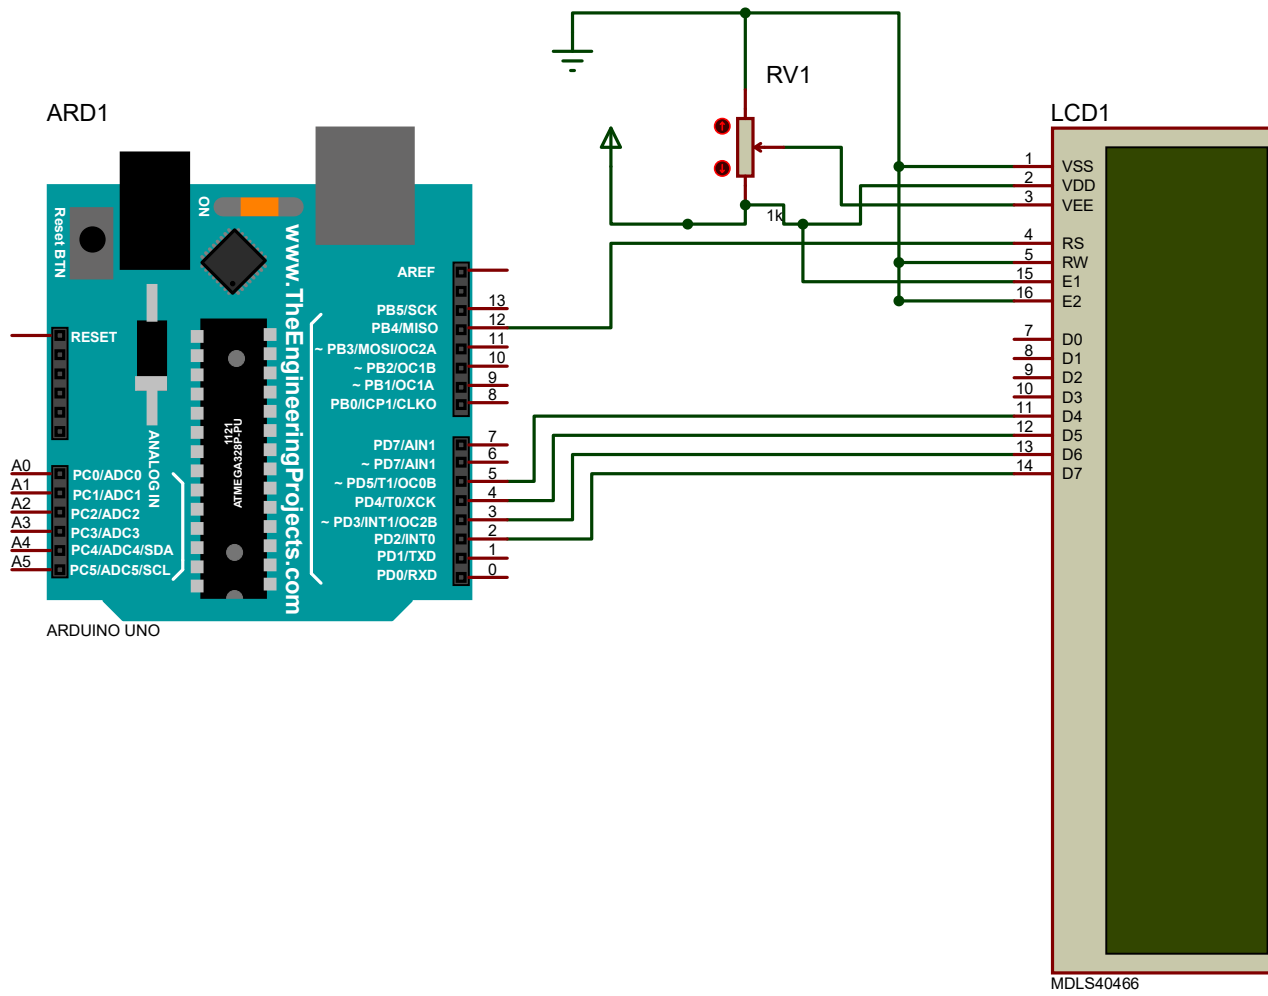 RV1
ARD1
LCD1
1k
ON
Reset BTN
www.TheEngineeringProjects.com
RESET
ANALOG IN
1121
ATMEGA328P-PU
AREF
PB5/SCK 13
PB4/MISO 12
~ PB3/MOSI/OC2A 11
~ PB2/OC1B 10
~ PB1/OC1A 9
PB0/ICP1/CLKO 8
PD7/AIN1 7
~ PD7/AIN1 6
~ PD5/T1/OC0B 5
PD4/T0/XCK 4
~ PD3/INT1/OC2B 3
PD2/INT0 2
PD1/TXD 1
PD0/RXD 0
A0 PC0/ADC0
A1 PC1/ADC1
A2 PC2/ADC2
A3 PC3/ADC3
A4 PC4/ADC4/SDA
A5 PC5/ADC5/SCL
ARDUINO UNO
1 VSS
2 VDD
3 VEE
4 RS
5 RW
15 E1
16 E2
7 D0
8 D1
9 D2
10 D3
11 D4
12 D5
13 D6
14 D7
MDLS40466